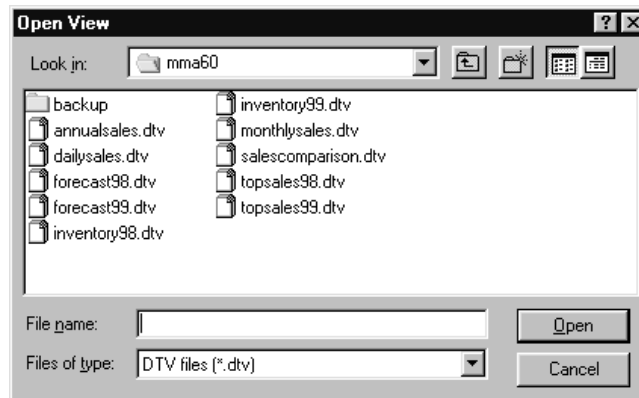 Open View
Look in: mma60
backup
annualsales.dtv
dailysales.dtv
forecast98.dtv
forecast99.dtv
inventory98.dtv
inventory99.dtv
monthlysales.dtv
salescomparison.dtv
topsales98.dtv
topsales99.dtv
File name:
Open
Files of type: DTV files (*.dtv)
Cancel